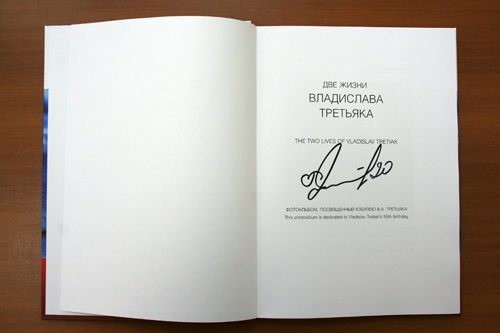 ДВЕ ЖИЗНИ
ВЛАДИСЛАВА
ТРЕТЬЯКА
THE TWO LIVES OF VLADISLAV TRETIAK
ФОТОАЛЬБОМ, ПОСВЯЩЕННЫЙ ЮБИЛЕЮ В.А. ТРЕТЬЯКА
This photoalbum is dedicated to Vladislav Tretiak's 55th birthday